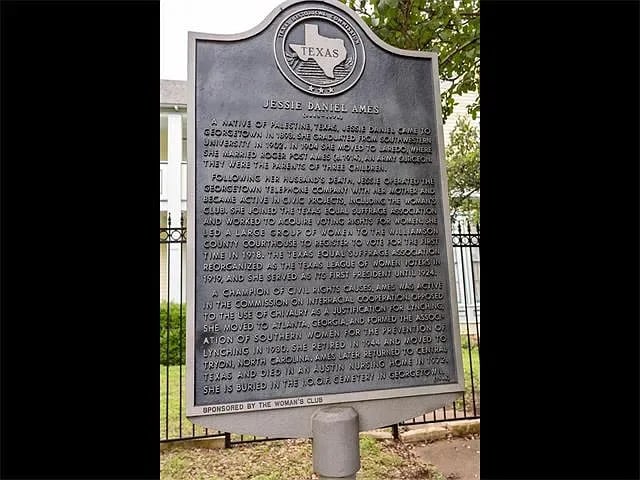 TEXAS
JESSIE DANIEL AMES
A NATIVE OF PALESTINE, TEXAS, JESSIE DANIEL CAME TO
GEORGETOWN IN 1893. SHE GRADUATED FROM SOUTHWESTERN
UNIVERSITY IN 1902. IN 1904 SHE MOVED TO LAREDO, WHERE
SHE MARRIED ROGER POST AMES (D. 1914), AN ARMY SURGEON.
THEY WERE THE PARENTS OF THREE CHILDREN.
FOLLOWING HER HUSBAND'S DEATH, JESSIE OPERATED THE
GEORGETOWN TELEPHONE COMPANY WITH HER MOTHER AND
BECAME ACTIVE IN CIVIC PROJECTS, INCLUDING THE WOMAN'S
CLUB. SHE JOINED THE TEXAS EQUAL SUFFRAGE ASSOCIATION
AND WORKED TO ACQUIRE VOTING RIGHTS FOR WOMEN. SHE
LED A LARGE GROUP OF WOMEN TO THE WILLIAMSON
COUNTY COURTHOUSE TO REGISTER TO VOTE FOR THE FIRST
TIME IN 1918. THE TEXAS EQUAL SUFFRAGE ASSOCIATION
REORGANIZED AS THE TEXAS LEAGUE OF WOMEN VOTERS IN
1919, AND SHE SERVED AS ITS FIRST PRESIDENT UNTIL 1924.
A CHAMPION OF CIVIL RIGHTS CAUSES, AMES WAS ACTIVE
IN THE COMMISSION ON INTERRACIAL COOPERATION. OPPOSED
TO THE USE OF CHIVALRY AS A JUSTIFICATION FOR LYNCHING,
SHE MOVED TO ATLANTA, GEORGIA, AND FORMED THE ASSOCI-
ATION OF SOUTHERN WOMEN FOR THE PREVENTION OF
LYNCHING IN 1930. SHE RETIRED IN 1944 AND MOVED TO
TRYON, NORTH CAROLINA. AMES LATER RETURNED TO CENTRAL
TEXAS AND DIED IN AN AUSTIN NURSING HOME IN 1972.
SHE IS BURIED IN THE I.O.O.F. CEMETERY IN GEORGETOWN.
SPONSORED BY THE WOMAN'S CLUB